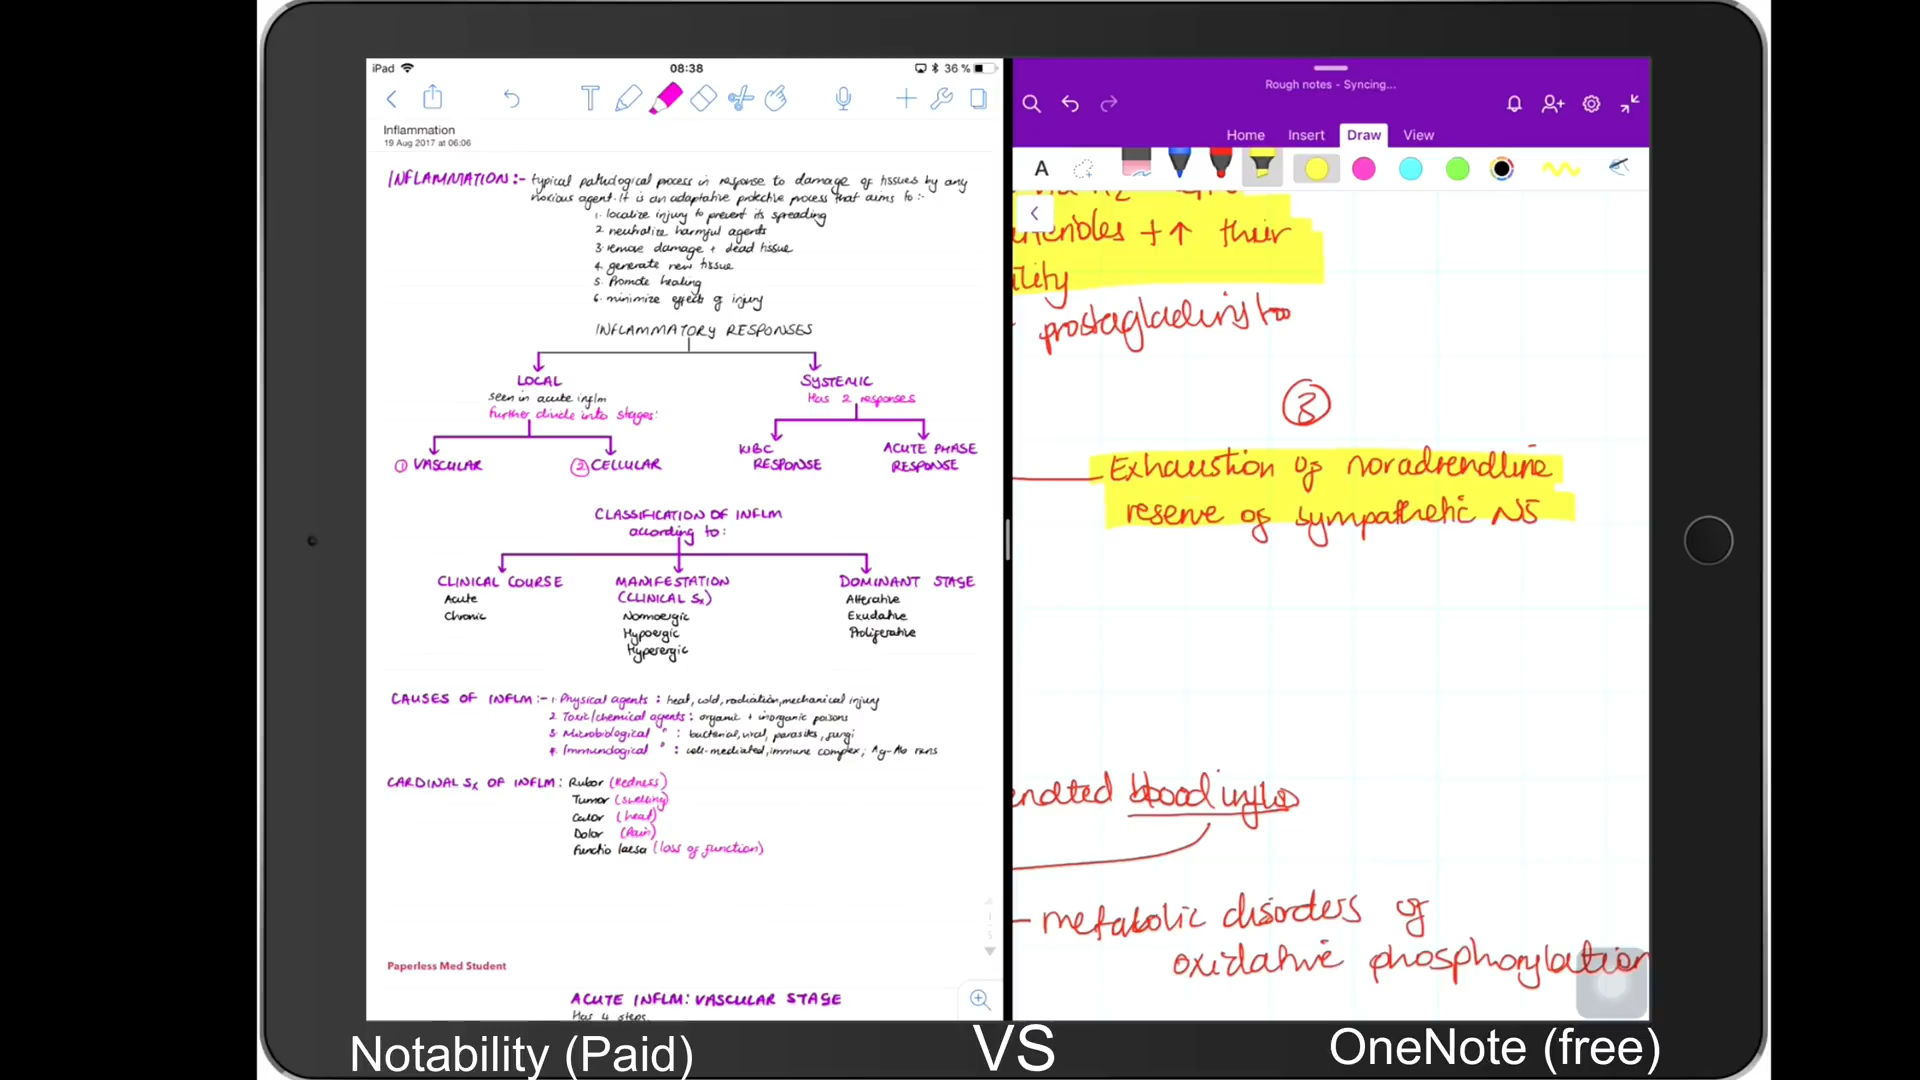 iPad
08:38
36 %
Inflammation
19 Aug 2017 at 06:06
INFLAMMATION :- typical pathological process in response to damage of tissues by any
noxious agent. It is an adaptative protective process that aims to :-
1. localize injury to prevent its spreading
2. neutralize harmful agents
3. remove damage + dead tissue
4. generate new tissue
5. Promote healing
6. minimize effects of injury
INFLAMMATORY RESPONSES
LOCAL
seen in acute inflm
further divide into stages:
① VASCULAR
② CELLULAR
SYSTEMIC
Has 2 responses
WBC RESPONSE
ACUTE PHASE RESPONSE
CLASSIFICATION OF INFLM
according to:
CLINICAL COURSE
Acute
Chronic
MANIFESTATION
(CLINICAL Sx)
Normoergic
Hypoergic
Hyperergic
DOMINANT STAGE
Alterative
Exudative
Proliferative
CAUSES OF INFLM :- 1. Physical agents : heat, cold, radiation, mechanical injury
2. Toxic/chemical agents : organic + inorganic poisons
3. Microbiological " : bacterial, viral, parasites, fungi
4. Immunological " : cell-mediated, immune complex, Ag-Ab rxns
CARDINAL Sx OF INFLM : Rubor (Redness)
Tumor (swelling)
Calor (heat)
Dolor (Pain)
Functio laesa (loss of function)
Paperless Med Student
ACUTE INFLM: VASCULAR STAGE
Has 4 steps
Rough notes - Syncing...
Home Insert Draw View
A
+ ↑ their
prostaglandins too
③
Exhaustion of noradrenaline
reserve of sympathetic NS
blood inflow
- metabolic disorders of
oxidative phosphorylation
Notability (Paid) VS OneNote (free)